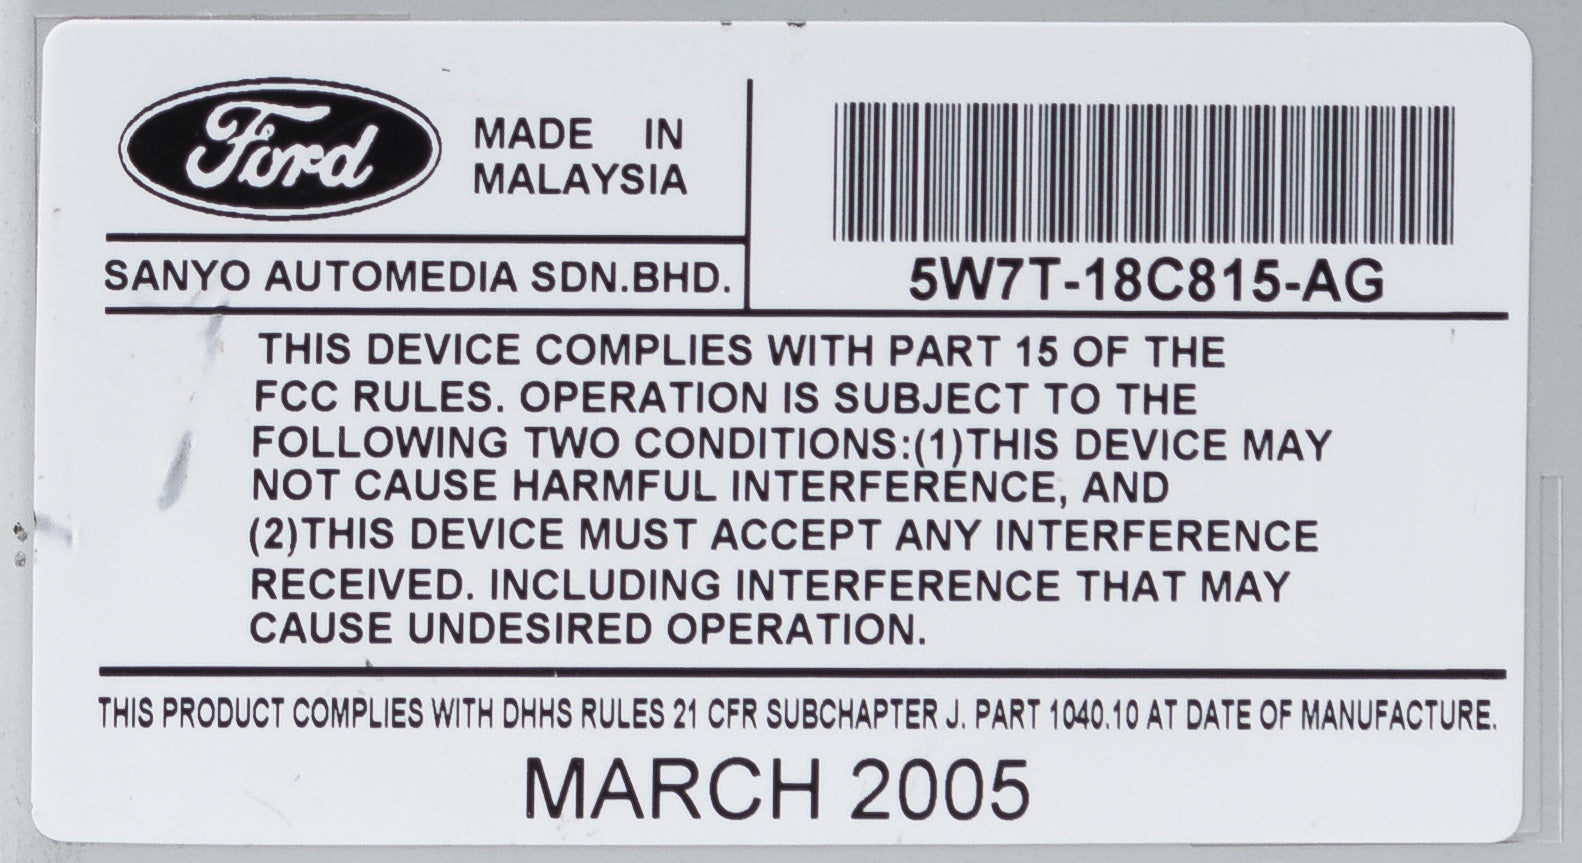 Ford
MADE IN
MALAYSIA
SANYO AUTOMEDIA SDN.BHD.
5W7T-18C815-AG
THIS DEVICE COMPLIES WITH PART 15 OF THE
FCC RULES. OPERATION IS SUBJECT TO THE
FOLLOWING TWO CONDITIONS:(1)THIS DEVICE MAY
NOT CAUSE HARMFUL INTERFERENCE, AND
(2)THIS DEVICE MUST ACCEPT ANY INTERFERENCE
RECEIVED. INCLUDING INTERFERENCE THAT MAY
CAUSE UNDESIRED OPERATION.
THIS PRODUCT COMPLIES WITH DHHS RULES 21 CFR SUBCHAPTER J. PART 1040.10 AT DATE OF MANUFACTURE.
MARCH 2005